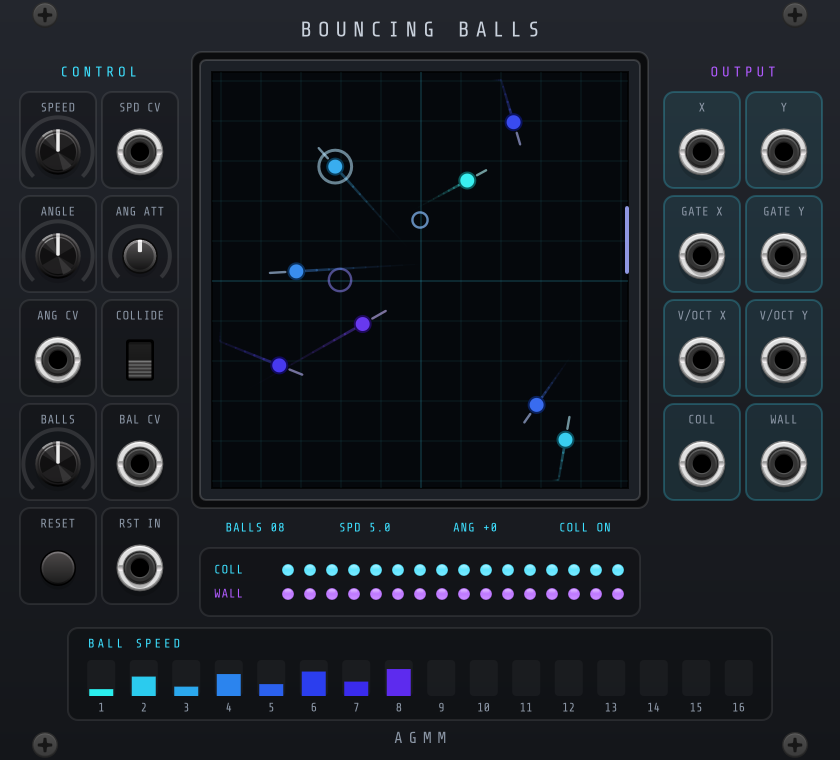 BOUNCING BALLS
CONTROL
OUTPUT
SPEED SPD CV
X Y
ANGLE ANG ATT
GATE X GATE Y
ANG CV COLLIDE
V/OCT X V/OCT Y
BALLS BAL CV
COLL WALL
RESET RST IN
BALLS 08 SPD 5.0 ANG +0 COLL ON
COLL
WALL
BALL SPEED
1 2 3 4 5 6 7 8 9 10 11 12 13 14 15 16
AGMM